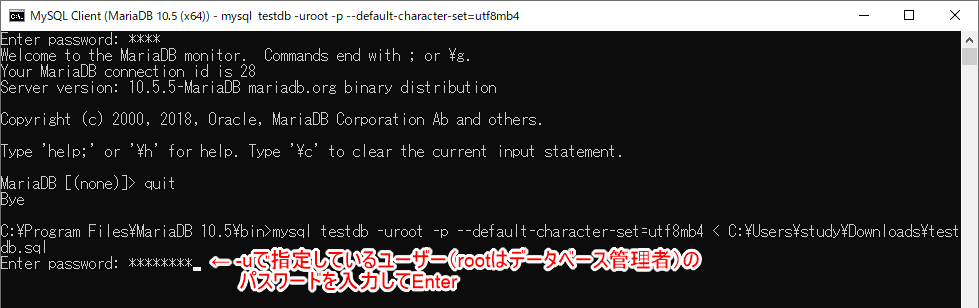 MySQL Client (MariaDB 10.5 (x64)) - mysql  testdb -uroot -p --default-character-set=utf8mb4
Enter password: ****
Welcome to the MariaDB monitor.  Commands end with ; or ¥g.
Your MariaDB connection id is 28
Server version: 10.5.5-MariaDB mariadb.org binary distribution
Copyright (c) 2000, 2018, Oracle, MariaDB Corporation Ab and others.
Type 'help;' or '¥h' for help. Type '¥c' to clear the current input statement.
MariaDB [(none)]> quit
Bye
C:¥Program Files¥MariaDB 10.5¥bin>mysql testdb -uroot -p --default-character-set=utf8mb4 < C:¥Users¥study¥Downloads¥test
db.sql
Enter password: ********_ ← -uで指定しているユーザー(rootはデータベース管理者)の
パスワードを入力してEnter